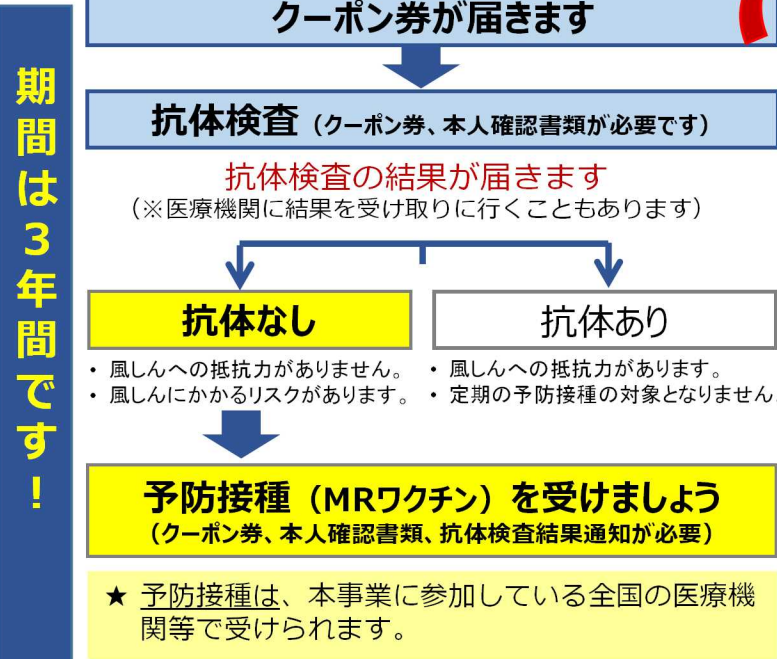 クーポン券が届きます
期間は3年間です!
抗体検査(クーポン券、本人確認書類が必要です)
抗体検査の結果が届きます
(※医療機関に結果を受け取りに行くこともあります)
抗体なし
抗体あり
・ 風しんへの抵抗力がありません。
・ 風しんにかかるリスクがあります。
・ 風しんへの抵抗力があります。
・ 定期の予防接種の対象となりません。
予防接種(MRワクチン)を受けましょう
(クーポン券、本人確認書類、抗体検査結果通知が必要)
★ 予防接種は、本事業に参加している全国の医療機
関等で受けられます。